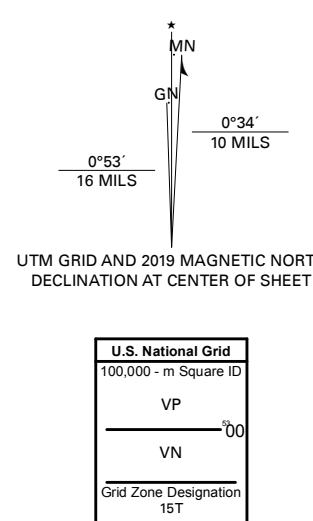 ★
MN
GN
0°34´
10 MILS
0°53´
16 MILS
UTM GRID AND 2019 MAGNETIC NORT
DECLINATION AT CENTER OF SHEET
U.S. National Grid
100,000 - m Square ID
VP
5300
VN
Grid Zone Designation
15T